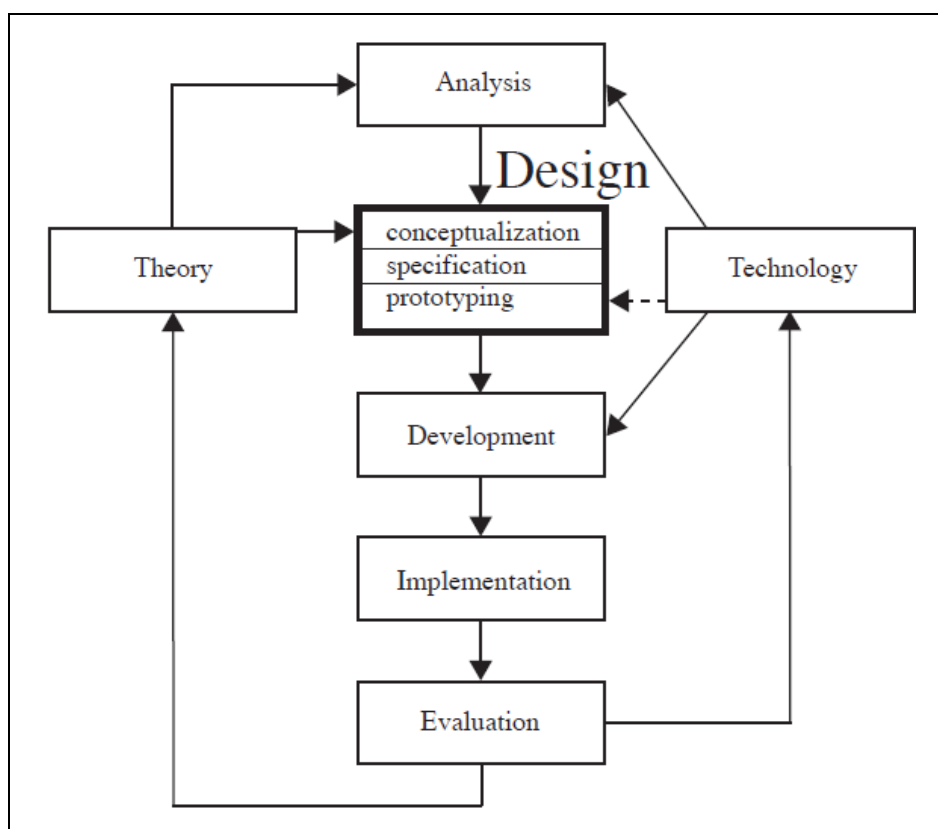 Analysis
Design
conceptualization
Theory
specification
Technology
prototyping
Development
Implementation
Evaluation